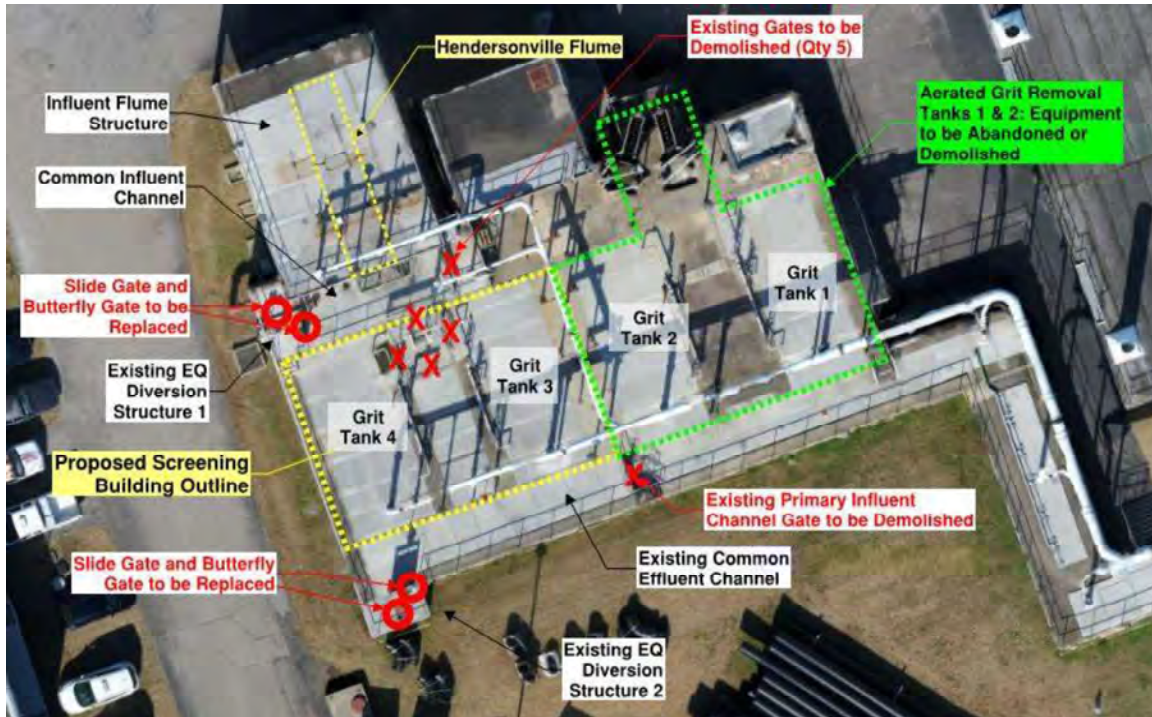 Hendersonville Flume
Existing Gates to be
Demolished (Qty 5)
Influent Flume
Structure
Aerated Grit Removal
Tanks 1 & 2: Equipment
to be Abandoned or
Demolished
Common Influent
Channel
Slide Gate and
Butterfly Gate to be
Replaced
Grit
Tank 1
Grit
Tank 2
Grit
Tank 3
Grit
Tank 4
X
X
X
X
X
Existing EQ
Diversion
Structure 1
Proposed Screening
Building Outline
X
Existing Primary Influent
Channel Gate to be Demolished
Slide Gate and Butterfly
Gate to be Replaced
Existing Common
Effluent Channel
Existing EQ
Diversion
Structure 2